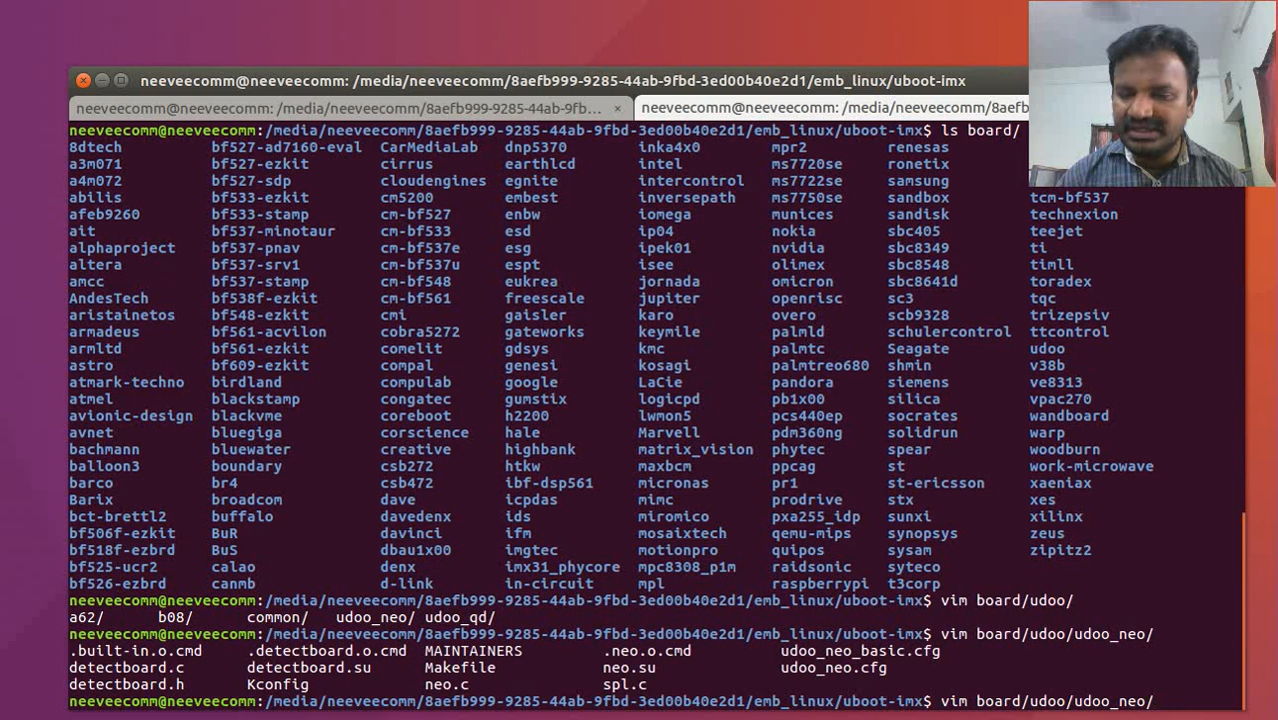 neeveecomm@neeveecomm: /media/neeveecomm/8aefb999-9285-44ab-9fbd-3ed00b40e2d1/emb_linux/uboot-imx
neeveecomm@neeveecomm: /media/neeveecomm/8aefb999-9285-44ab-9fb... × neeveecomm@neeveecomm: /media/neeveecomm/8aefb
neeveecomm@neeveecomm:/media/neeveecomm/8aefb999-9285-44ab-9fbd-3ed00b40e2d1/emb_linux/uboot-imx$ ls board/
8dtech bf527-ad7160-eval CarMediaLab dnp5370 inka4x0 mpr2 renesas
a3m071 bf527-ezkit cirrus earthlcd intel ms7720se ronetix
a4m072 bf527-sdp cloudengines egnite intercontrol ms7722se samsung
abilis bf533-ezkit cm5200 embest inversepath ms7750se sandbox tcm-bf537
afeb9260 bf533-stamp cm-bf527 enbw iomega munices sandisk technexion
ait bf537-minotaur cm-bf533 esd ip04 nokia sbc405 teejet
alphaproject bf537-pnav cm-bf537e esg ipek01 nvidia sbc8349 ti
altera bf537-srv1 cm-bf537u espt isee olimex sbc8548 timll
amcc bf537-stamp cm-bf548 eukrea jornada omicron sbc8641d toradex
AndesTech bf538f-ezkit cm-bf561 freescale jupiter openrisc sc3 tqc
aristainetos bf548-ezkit cmi gaisler karo overo scb9328 trizepsiv
armadeus bf561-acvilon cobra5272 gateworks keymile palmld schulercontrol ttcontrol
armltd bf561-ezkit comelit gdsys kmc palmtc Seagate udoo
astro bf609-ezkit compal genesi kosagi palmtreo680 shmin v38b
atmark-techno birdland compulab google LaCie pandora siemens ve8313
atmel blackstamp congatec gumstix logicpd pb1x00 silica vpac270
avionic-design blackvme coreboot h2200 lwmon5 pcs440ep socrates wandboard
avnet bluegiga corscience hale Marvell pdm360ng solidrun warp
bachmann bluewater creative highbank matrix_vision phytec spear woodburn
balloon3 boundary csb272 htkw maxbcm ppcag st work-microwave
barco br4 csb472 ibf-dsp561 micronas pr1 st-ericsson xaeniax
Barix broadcom dave icpdas mimc prodrive stx xes
bct-brettl2 buffalo davedenx ids miromico pxa255_idp sunxi xilinx
bf506f-ezkit BuR davinci ifm mosaixtech qemu-mips synopsys zeus
bf518f-ezbrd BuS dbau1x00 imgtec motionpro quipos sysam zipitz2
bf525-ucr2 calao denx imx31_phycore mpc8308_p1m raidsonic syteco
bf526-ezbrd canmb d-link in-circuit mpl raspberrypi t3corp
neeveecomm@neeveecomm:/media/neeveecomm/8aefb999-9285-44ab-9fbd-3ed00b40e2d1/emb_linux/uboot-imx$ vim board/udoo/
a62/ b08/ common/ udoo_neo/ udoo_qd/
neeveecomm@neeveecomm:/media/neeveecomm/8aefb999-9285-44ab-9fbd-3ed00b40e2d1/emb_linux/uboot-imx$ vim board/udoo/udoo_neo/
.built-in.o.cmd .detectboard.o.cmd MAINTAINERS .neo.o.cmd udoo_neo_basic.cfg
detectboard.c detectboard.su Makefile neo.su udoo_neo.cfg
detectboard.h Kconfig neo.c spl.c
neeveecomm@neeveecomm:/media/neeveecomm/8aefb999-9285-44ab-9fbd-3ed00b40e2d1/emb_linux/uboot-imx$ vim board/udoo/udoo_neo/